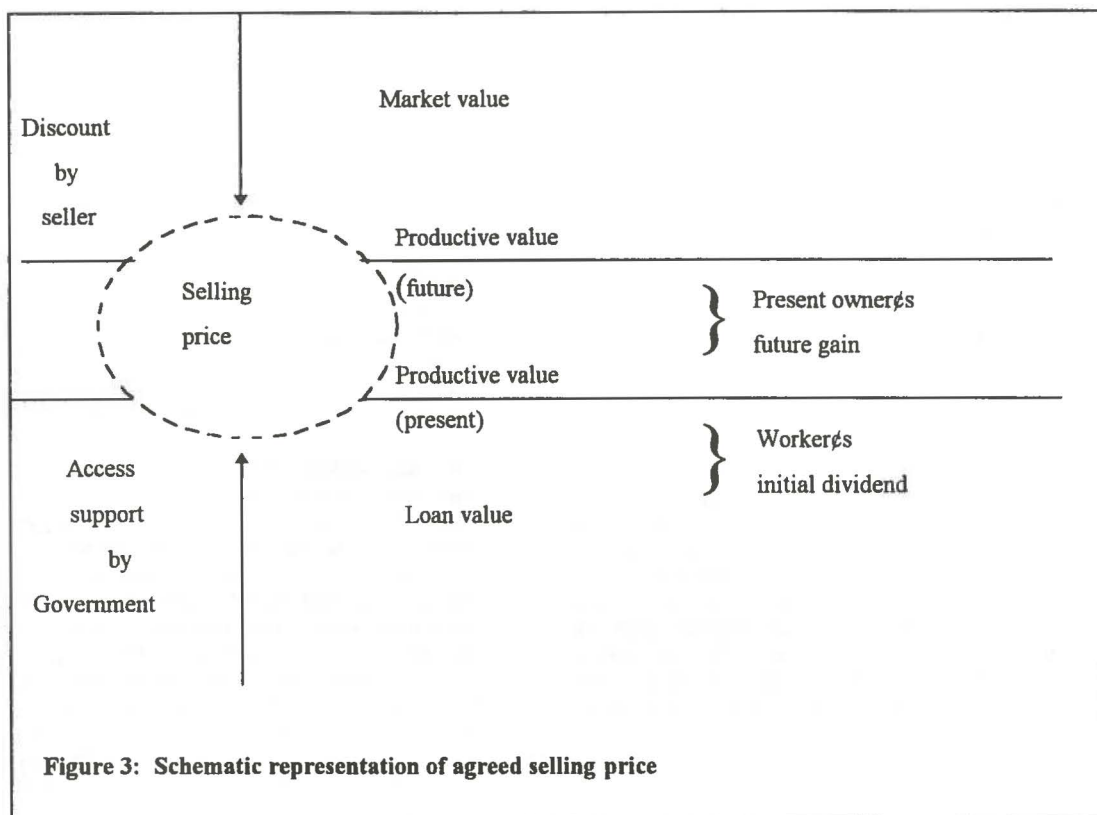 Market value
Discount
by
seller
Productive value
(future)
Selling
price
Present owner¢s
future gain
Productive value
(present)
Worker¢s
initial dividend
Access
support
by
Government
Loan value
Figure 3: Schematic representation of agreed selling price